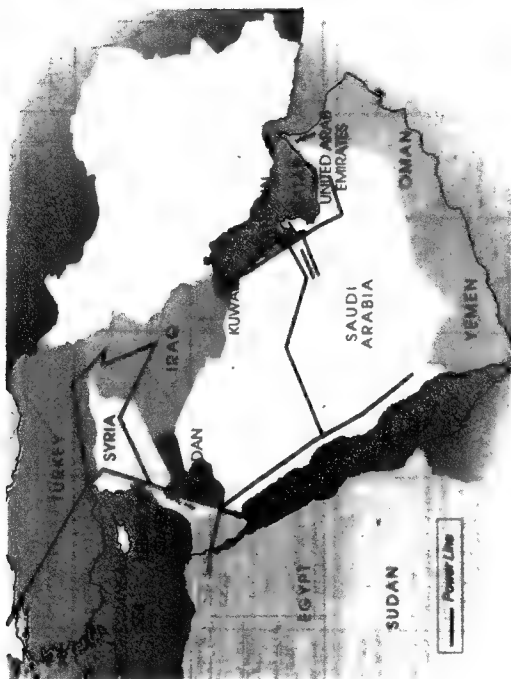 TURKEY
SYRIA
IRAQ
DAN
KUWA
UNITED ARAB
EMIRATES
OMAN
SAUDI
ARABIA
YEMEN
EGYPT
SUDAN
Power Line